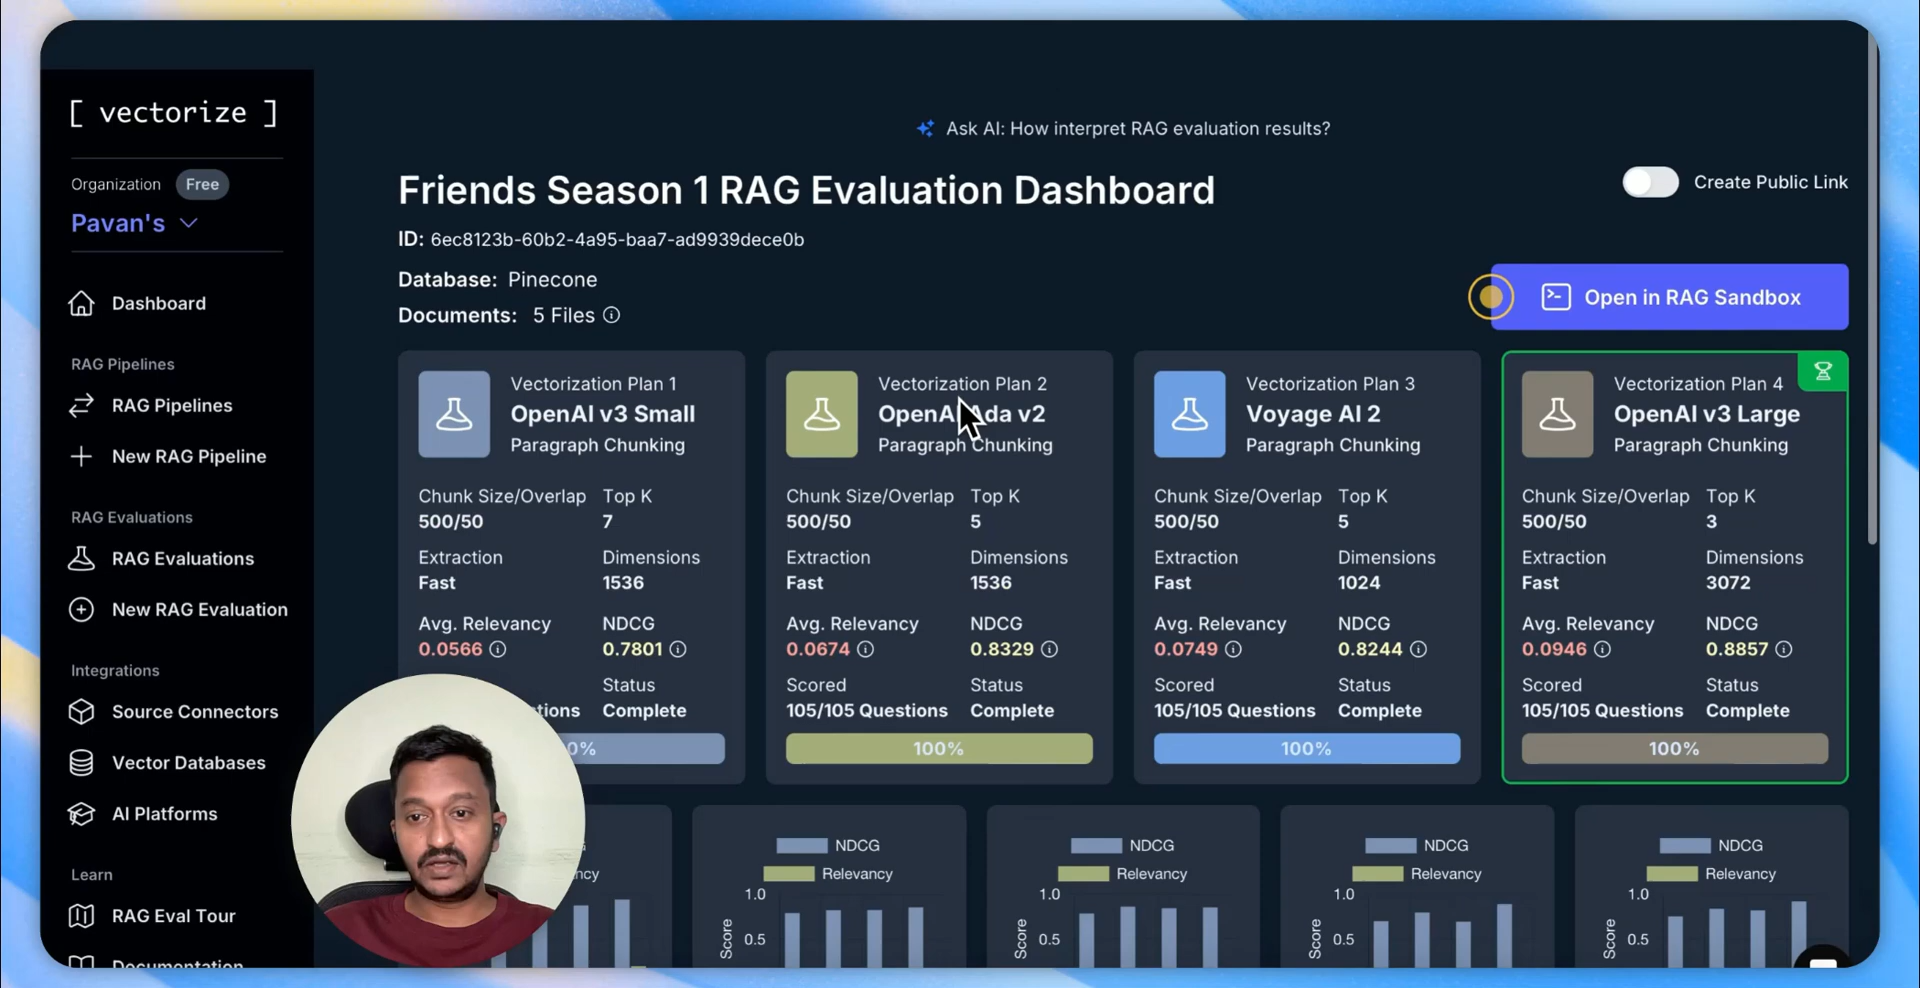 [ vectorize ]
Organization Free
Pavan's
Dashboard
RAG Pipelines
RAG Pipelines
New RAG Pipeline
RAG Evaluations
RAG Evaluations
New RAG Evaluation
Integrations
Source Connectors
Vector Databases
AI Platforms
Learn
RAG Eval Tour
Documentation
Ask AI: How interpret RAG evaluation results?
Friends Season 1 RAG Evaluation Dashboard
Create Public Link
ID: 6ec8123b-60b2-4a95-baa7-ad9939dece0b
Database: Pinecone
Documents: 5 Files
Open in RAG Sandbox
Vectorization Plan 1
OpenAI v3 Small
Paragraph Chunking
Chunk Size/Overlap Top K
500/50 7
Extraction Dimensions
Fast 1536
Avg. Relevancy NDCG
0.0566 0.7801
Status
Complete
Vectorization Plan 2
OpenAI Ada v2
Paragraph Chunking
Chunk Size/Overlap Top K
500/50 5
Extraction Dimensions
Fast 1536
Avg. Relevancy NDCG
0.0674 0.8329
Scored Status
105/105 Questions Complete
100%
Vectorization Plan 3
Voyage AI 2
Paragraph Chunking
Chunk Size/Overlap Top K
500/50 5
Extraction Dimensions
Fast 1024
Avg. Relevancy NDCG
0.0749 0.8244
Scored Status
105/105 Questions Complete
100%
Vectorization Plan 4
OpenAI v3 Large
Paragraph Chunking
Chunk Size/Overlap Top K
500/50 3
Extraction Dimensions
Fast 3072
Avg. Relevancy NDCG
0.0946 0.8857
Scored Status
105/105 Questions Complete
100%
NDCG
Relevancy
1.0
0.5
Score
NDCG
Relevancy
1.0
0.5
Score
NDCG
Relevancy
1.0
0.5
Score
NDCG
Relevancy
1.0
0.5
Score